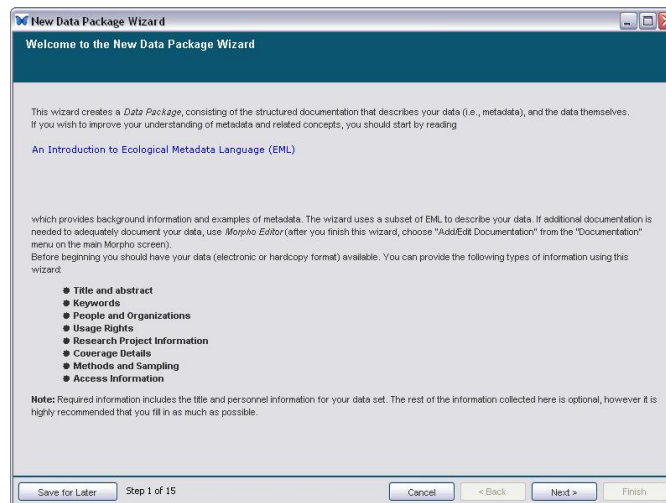 New Data Package Wizard
Welcome to the New Data Package Wizard
This wizard creates a Data Package, consisting of the structured documentation that describes your data (i.e., metadata), and the data themselves.
If you wish to improve your understanding of metadata and related concepts, you should start by reading
An Introduction to Ecological Metadata Language (EML)
which provides background information and examples of metadata. The wizard uses a subset of EML to describe your data. If additional documentation is
needed to adequately document your data, use Morpho Editor (after you finish this wizard, choose "Add/Edit Documentation" from the "Documentation"
menu on the main Morpho screen).
Before beginning you should have your data (electronic or hardcopy format) available. You can provide the following types of information using this
wizard:
Title and abstract
Keywords
People and Organizations
Usage Rights
Research Project Information
Coverage Details
Methods and Sampling
Access Information
Note: Required information includes the title and personnel information for your data set. The rest of the information collected here is optional, however it is
highly recommended that you fill in as much as possible.
Save for Later Step 1 of 15 Cancel < Back Next > Finish